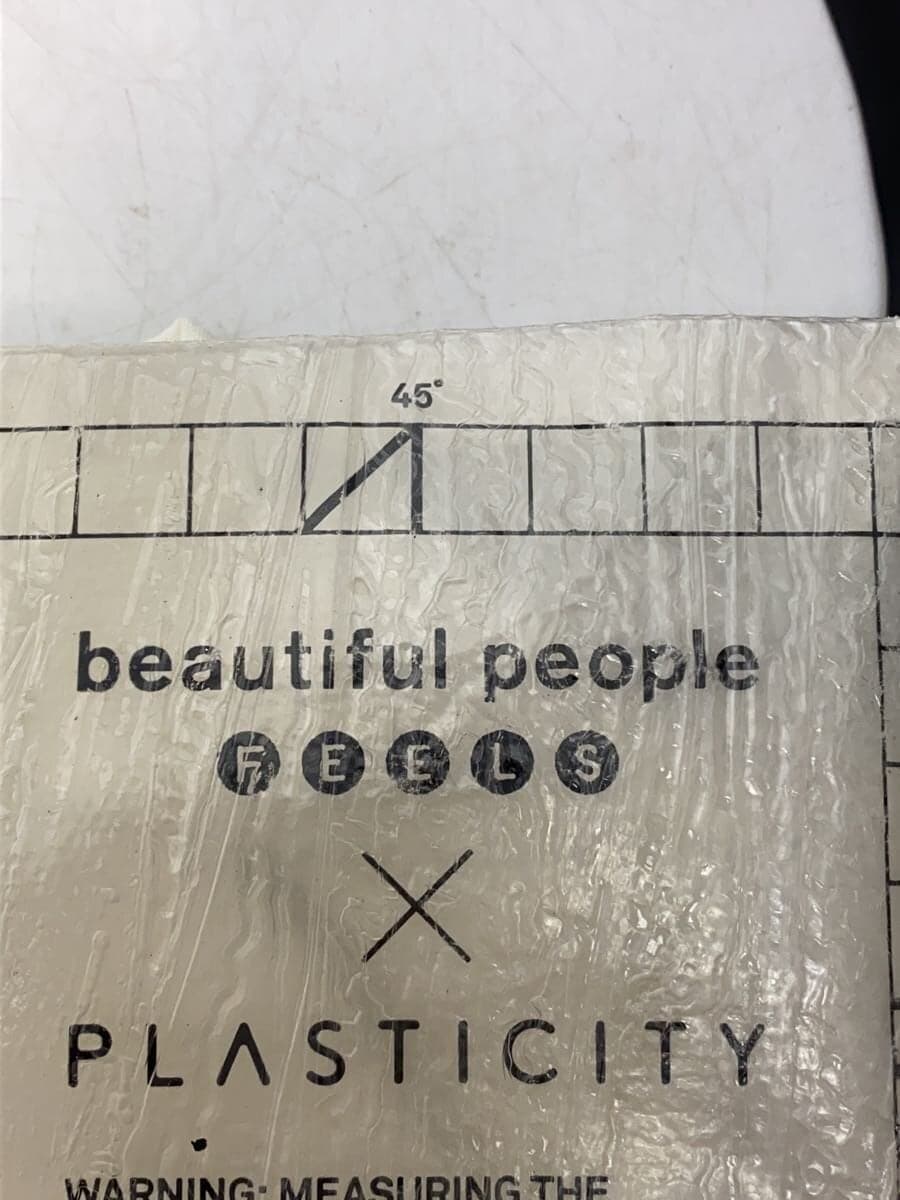 45°
beautiful people
FEELS
×
PLASTICITY
WARNING: MEASURING THE